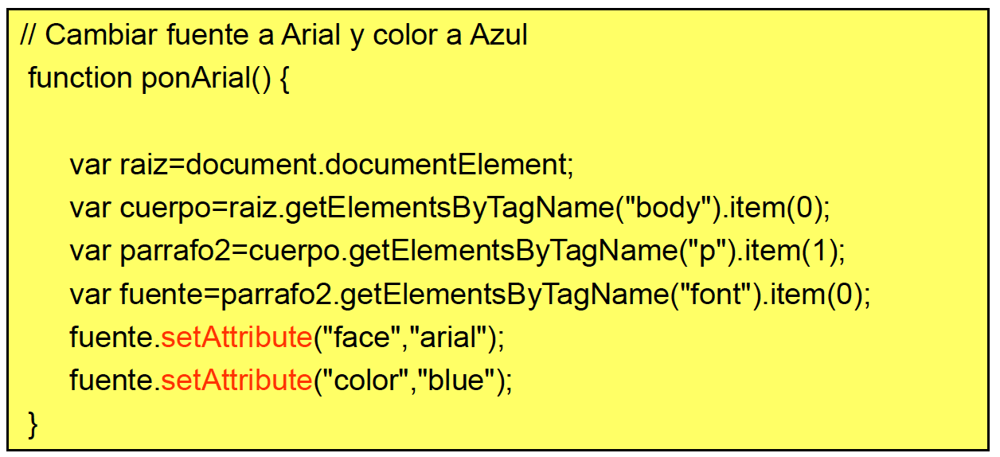 // Cambiar fuente a Arial y color a Azul
function ponArial() {
var raiz=document.documentElement;
var cuerpo=raiz.getElementsByTagName("body").item(0);
var parrafo2=cuerpo.getElementsByTagName("p").item(1);
var fuente=parrafo2.getElementsByTagName("font").item(0);
fuente.setAttribute("face","arial");
fuente.setAttribute("color","blue");
}